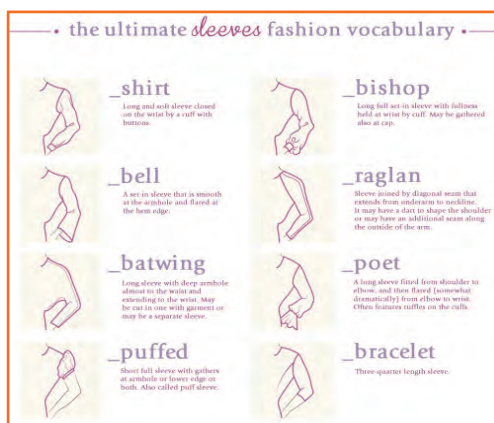 • the ultimate sleeves fashion vocabulary •
_shirt
Long and soft sleeve closed
on the wrist by a cuff with
buttons.
_bell
A set-in sleeve that is smooth
at the armhole and flared at
the hem edge.
_batwing
Long sleeve with deep armhole
almost to the waist and
extending to the wrist. May
be cut in one with garment or
may be a separate sleeve.
_puffed
Short full sleeve with gathers
at armhole or lower edge or
both. Also called puff sleeve.
_bishop
Long full set-in sleeve with fullness
held at wrist by cuff. May be gathered
also at cap.
_raglan
Sleeve joined by diagonal seam that
extends from underarm to neckline.
It may have a dart to shape the shoulder
or may have an additional seam along
the outside of the arm.
_poet
A long sleeve fitted from shoulder to
elbow, and then flared (somewhat
dramatically) from elbow to wrist.
Often features ruffles on the cuffs.
_bracelet
Three-quarter length sleeve.